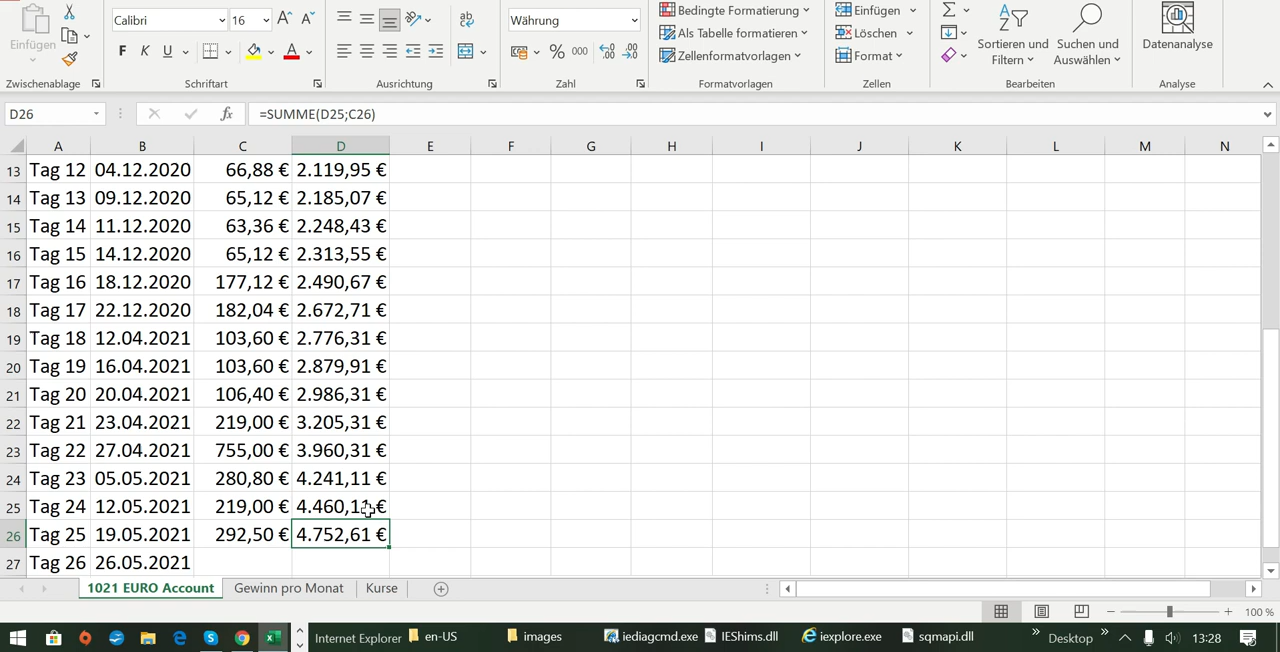 Calibri 16 Währung Bedingte Formatierung Einfügen
Als Tabelle formatieren Löschen
Einfügen F K U A % 000 Zellenformatvorlagen Format Sortieren und Filtern Suchen und Auswählen Datenanalyse
Zwischenablage Schriftart Ausrichtung Zahl Formatvorlagen Zellen Bearbeiten Analyse
D26 fx =SUMME(D25;C26)
A B C D E F G H I J K L M N
13 Tag 12 04.12.2020 66,88 € 2.119,95 €
14 Tag 13 09.12.2020 65,12 € 2.185,07 €
15 Tag 14 11.12.2020 63,36 € 2.248,43 €
16 Tag 15 14.12.2020 65,12 € 2.313,55 €
17 Tag 16 18.12.2020 177,12 € 2.490,67 €
18 Tag 17 22.12.2020 182,04 € 2.672,71 €
19 Tag 18 12.04.2021 103,60 € 2.776,31 €
20 Tag 19 16.04.2021 103,60 € 2.879,91 €
21 Tag 20 20.04.2021 106,40 € 2.986,31 €
22 Tag 21 23.04.2021 219,00 € 3.205,31 €
23 Tag 22 27.04.2021 755,00 € 3.960,31 €
24 Tag 23 05.05.2021 280,80 € 4.241,11 €
25 Tag 24 12.05.2021 219,00 € 4.460,11 €
26 Tag 25 19.05.2021 292,50 € 4.752,61 €
27 Tag 26 26.05.2021
1021 EURO Account Gewinn pro Monat Kurse
100 %
Internet Explorer en-US images iediagcmd.exe IEShims.dll iexplore.exe sqmapi.dll Desktop 13:28